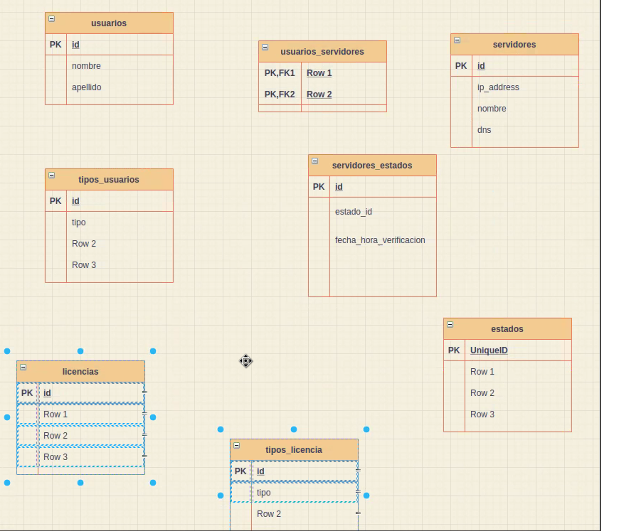 usuarios
PK id
nombre
apellido
usuarios_servidores
PK,FK1 Row 1
PK,FK2 Row 2
servidores
PK id
ip_address
nombre
dns
tipos_usuarios
PK id
tipo
Row 2
Row 3
servidores_estados
PK id
estado_id
fecha_hora_verificacion
estados
PK UniqueID
Row 1
Row 2
Row 3
licencias
PK id
Row 1
Row 2
Row 3
tipos_licencia
PK id
tipo
Row 2